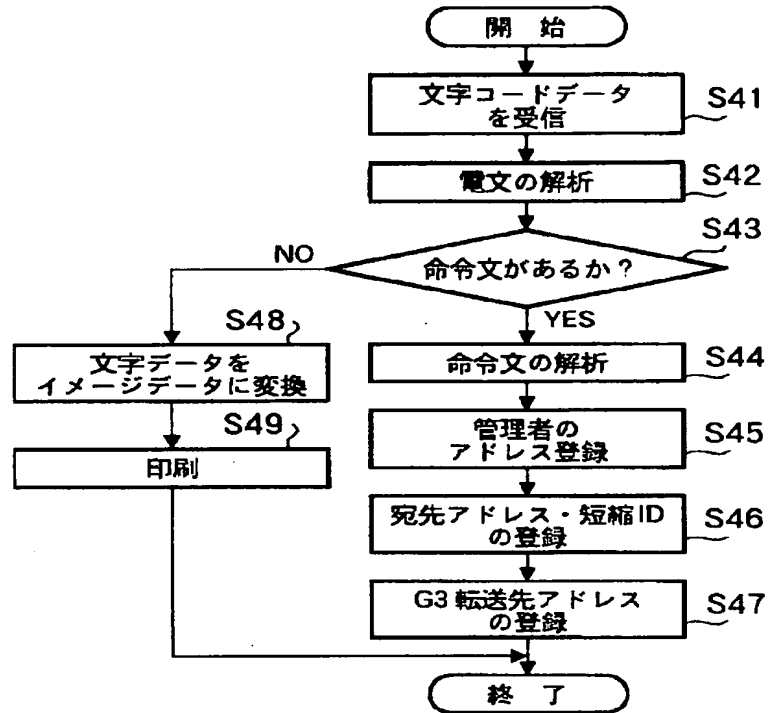 開 始
文字コードデータ
を受信
S41
電文の解析
S42
命令文があるか?
S43
NO
YES
文字データを
イメージデータに変換
S48
印刷
S49
命令文の解析
S44
管理者の
アドレス登録
S45
宛先アドレス・短縮ID
の登録
S46
G3転送先アドレス
の登録
S47
終 了